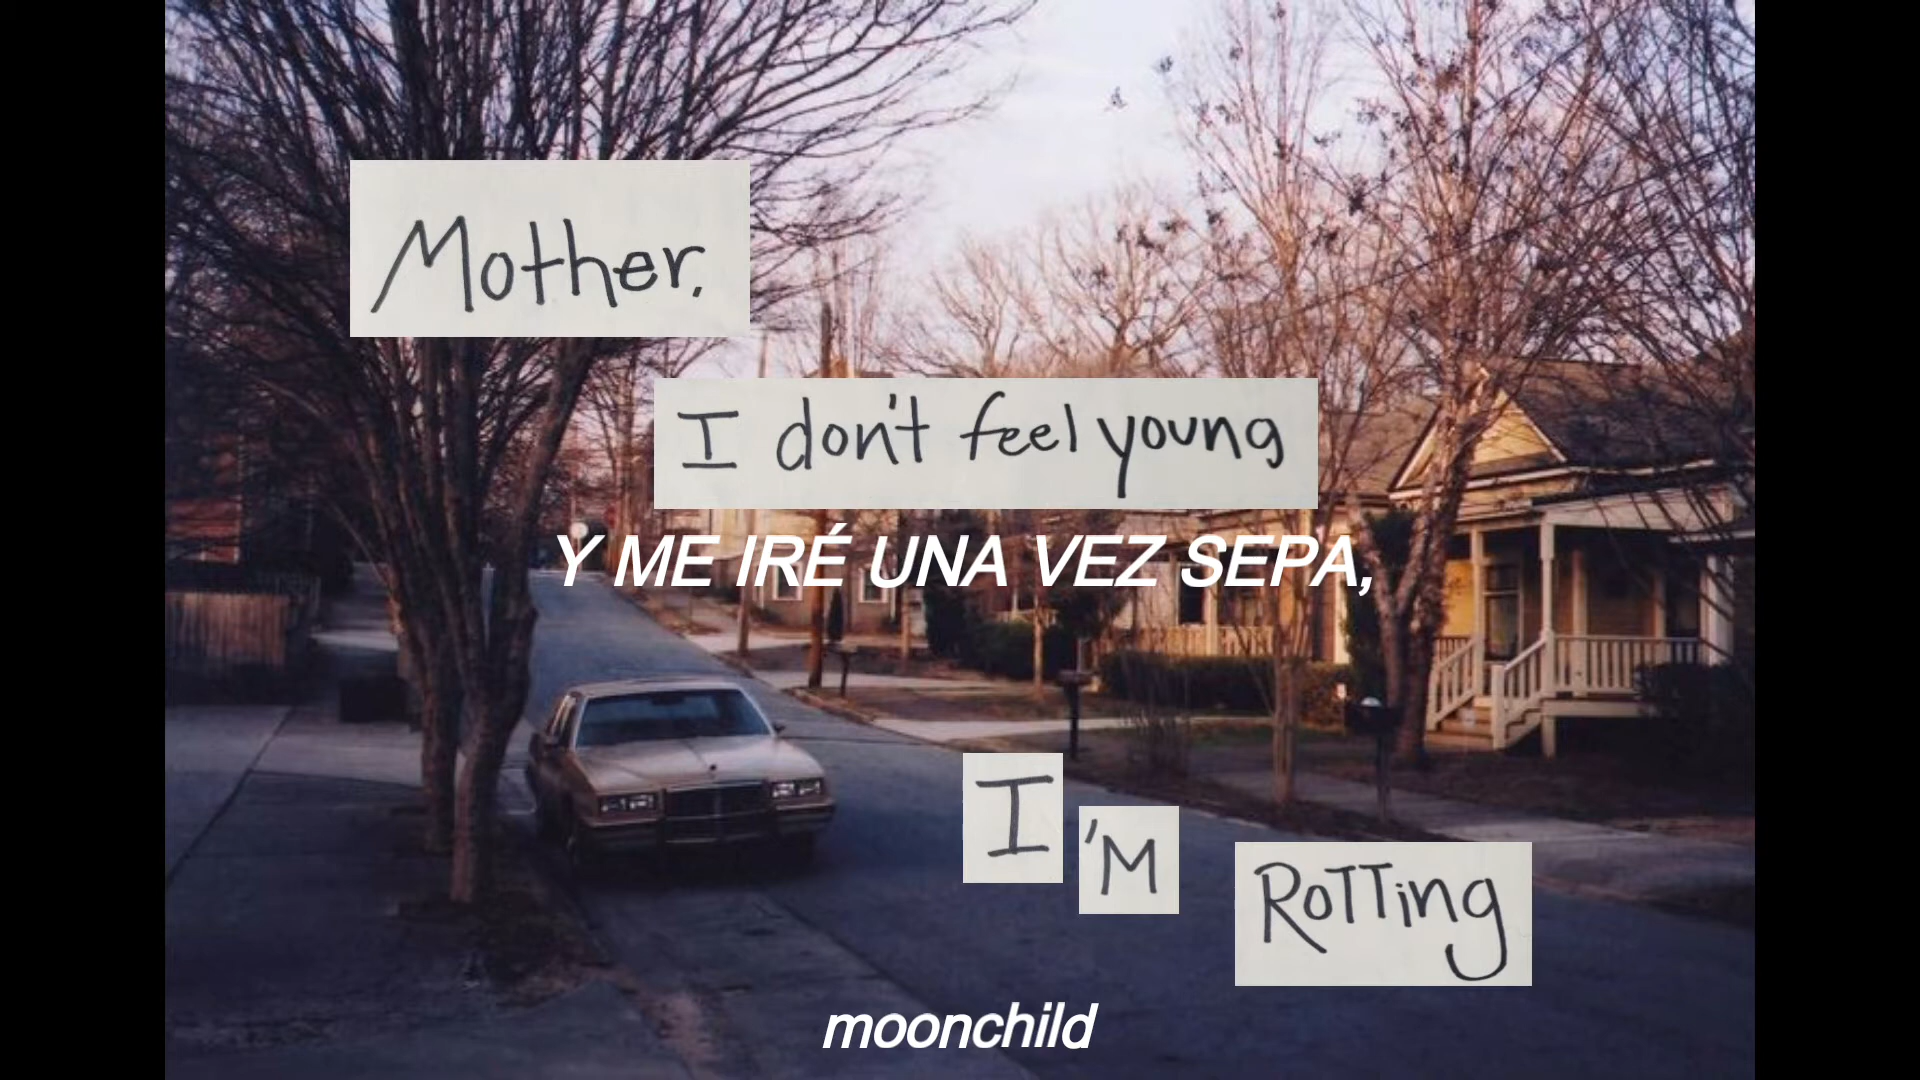 Mother.
I don't feel young
Y ME IRÉ UNA VEZ SEPA,
I 'M ROTTing
moonchild